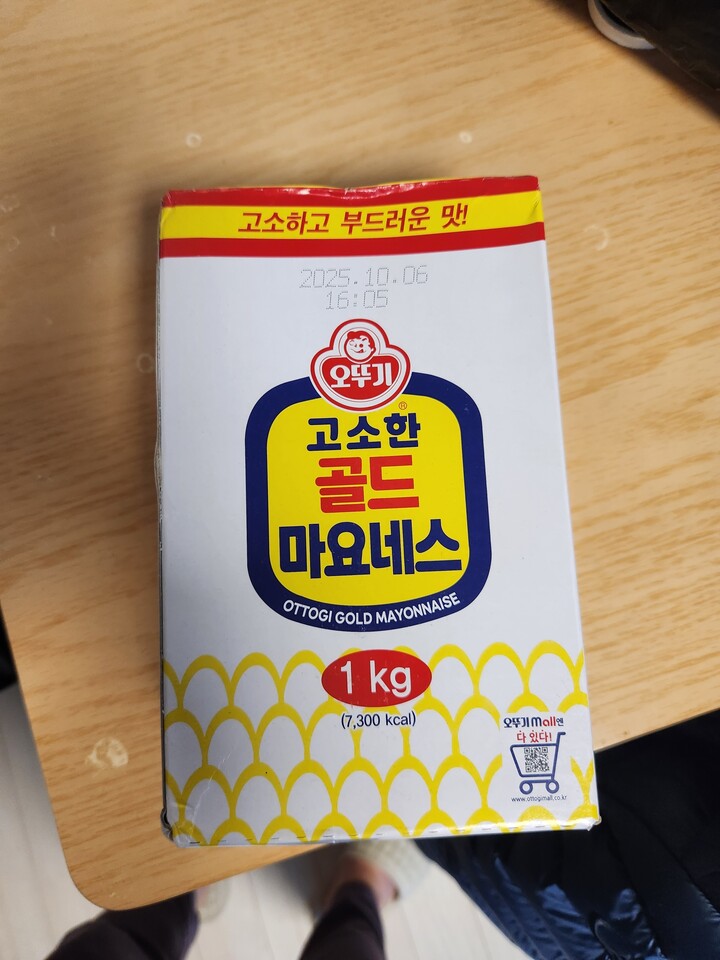 고소하고 부드러운 맛!
2025.10.06
16:05
오뚜기
®
고소한
골드
마요네스
OTTOGI GOLD MAYONNAISE
1 kg
(7,300 kcal)
오뚜기mall엔
다 있다!
www.ottogimall.co.kr